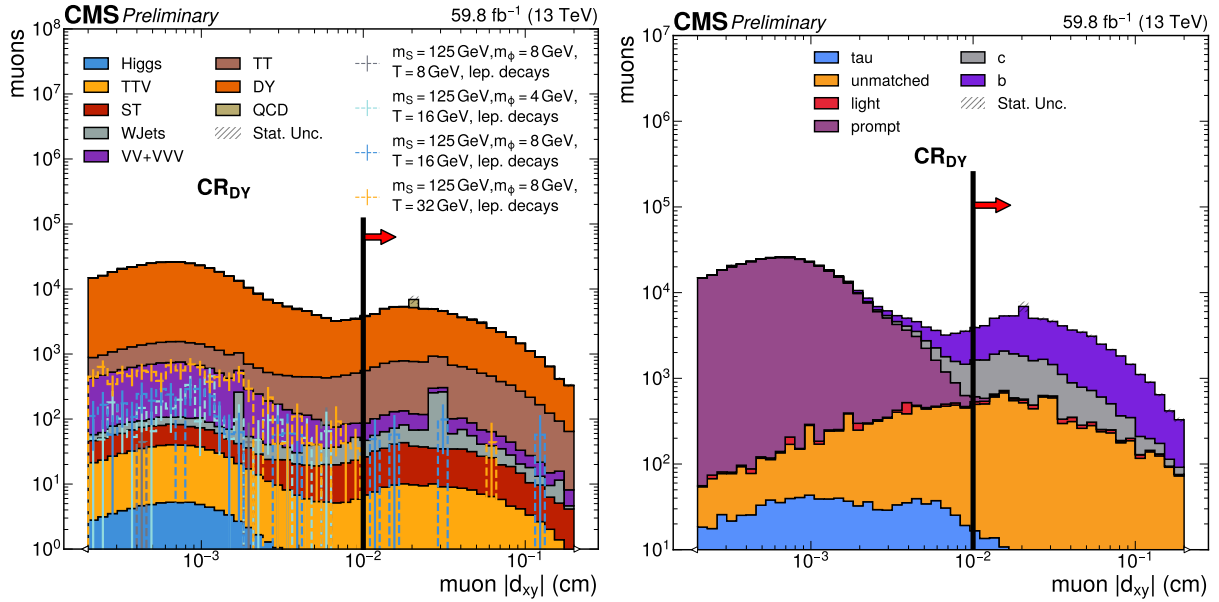 CMS Preliminary
59.8 fb⁻¹ (13 TeV)
muons
10⁸
10⁷
10⁶
10⁵
10⁴
10³
10²
10¹
10⁰
Higgs
TTV
ST
WJets
VV+VVV
TT
DY
QCD
Stat. Unc.
m_S = 125 GeV,m_ϕ = 8 GeV,
T = 8 GeV, lep. decays
m_S = 125 GeV,m_ϕ = 4 GeV,
T = 16 GeV, lep. decays
m_S = 125 GeV,m_ϕ = 8 GeV,
T = 16 GeV, lep. decays
m_S = 125 GeV,m_ϕ = 8 GeV,
T = 32 GeV, lep. decays
CR_DY
10⁻³
10⁻²
10⁻¹
muon |d_xy| (cm)
CMS Preliminary
59.8 fb⁻¹ (13 TeV)
muons
10⁷
10⁶
10⁵
10⁴
10³
10²
10¹
tau
unmatched
light
prompt
c
b
Stat. Unc.
CR_DY
10⁻³
10⁻²
10⁻¹
muon |d_xy| (cm)